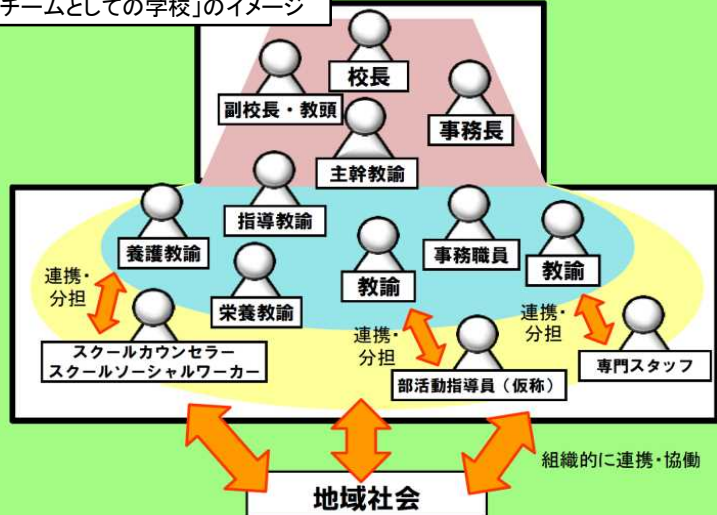 チームとしての学校」のイメージ
校長
副校長・教頭
事務長
主幹教諭
指導教諭
養護教諭
事務職員
教諭
教諭
栄養教諭
連携・
分担
連携・
分担
連携・
分担
スクールカウンセラー
スクールソーシャルワーカー
部活動指導員（仮称）
専門スタッフ
組織的に連携・協働
地域社会